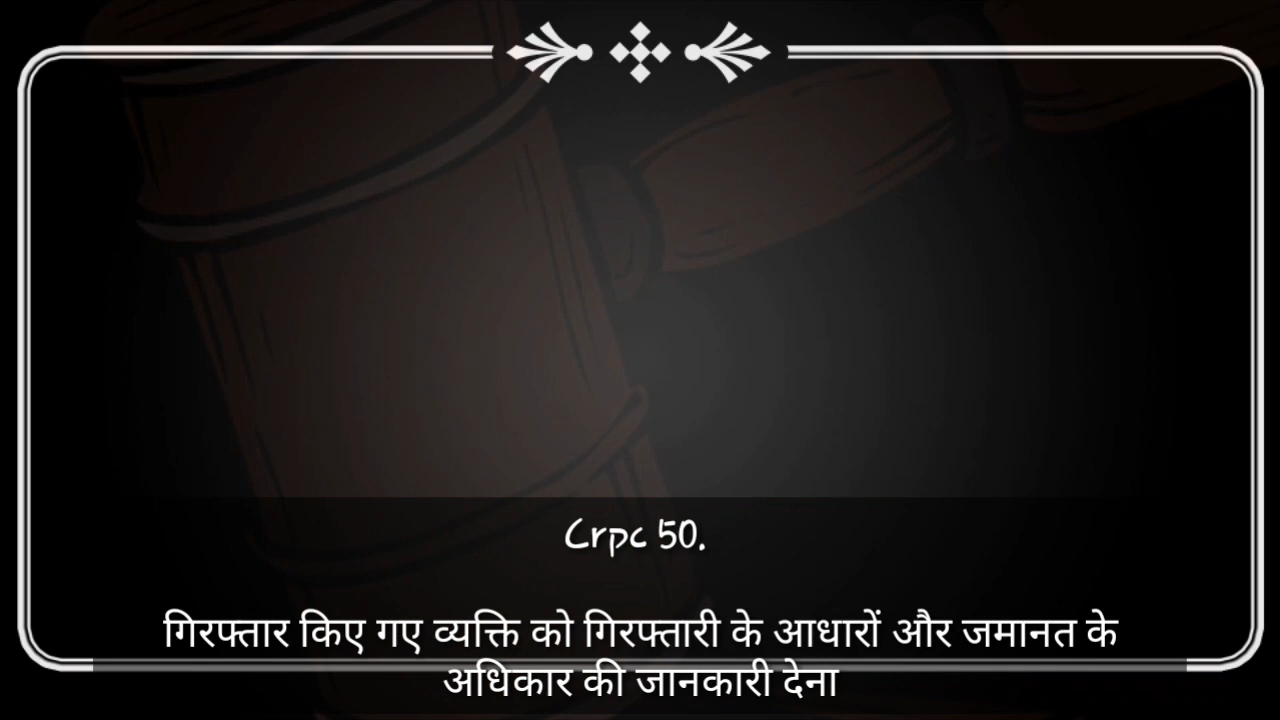 Crpc 50.
गिरफ्तार किए गए व्यक्ति को गिरफ्तारी के आधारों और जमानत के
अधिकार की जानकारी देना